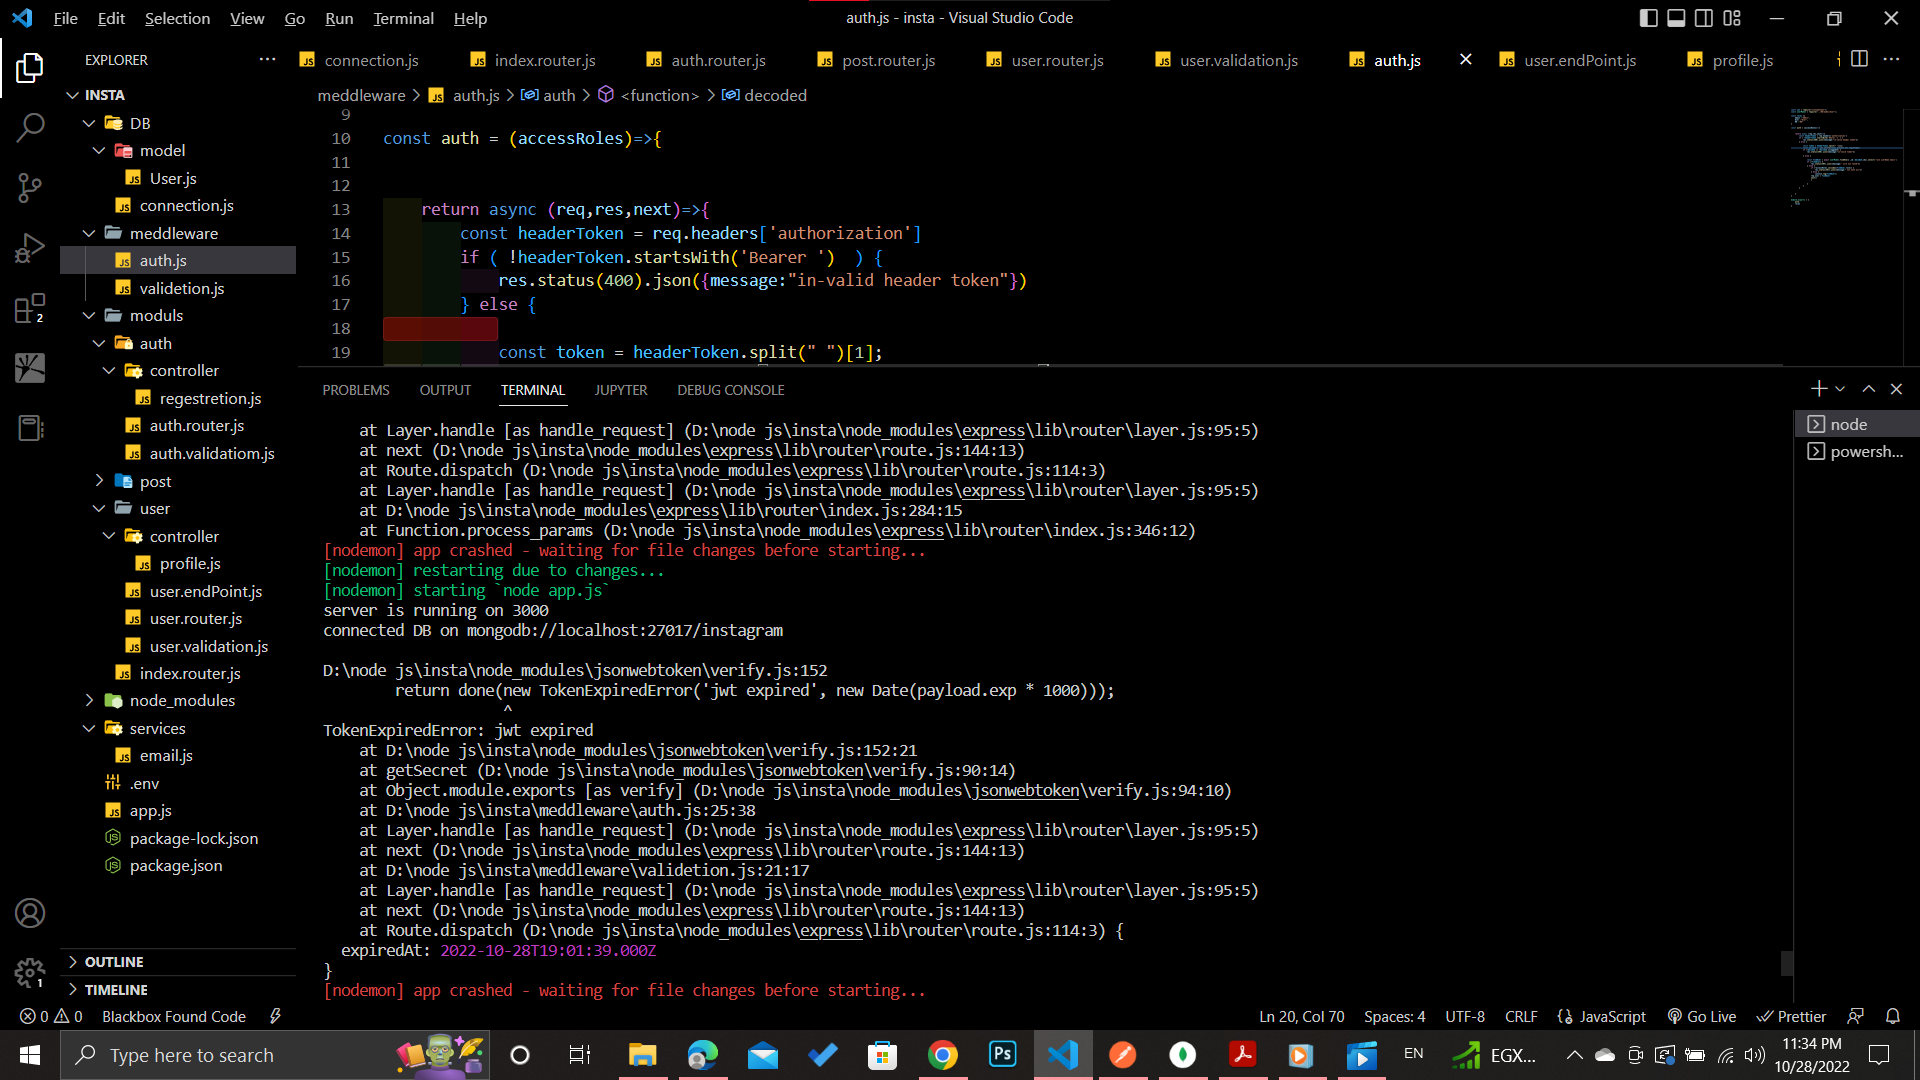 File Edit Selection View Go Run Terminal Help
auth.js - insta - Visual Studio Code
EXPLORER
connection.js index.router.js auth.router.js post.router.js user.router.js user.validation.js auth.js user.endPoint.js profile.js
meddleware > auth.js > auth > <function> > decoded
INSTA
DB
model
User.js
connection.js
meddleware
auth.js
validetion.js
moduls
auth
controller
regestretion.js
auth.router.js
auth.validatiom.js
post
user
controller
profile.js
user.endPoint.js
user.router.js
user.validation.js
index.router.js
node_modules
services
email.js
.env
app.js
package-lock.json
package.json
OUTLINE
TIMELINE
2
1
9
10 const auth = (accessRoles)=>{
11
12
13 return async (req,res,next)=>{
14 const headerToken = req.headers['authorization']
15 if ( !headerToken.startsWith('Bearer ')  ) {
16 res.status(400).json({message:"in-valid header token"})
17 } else {
18
19 const token = headerToken.split(" ")[1];
PROBLEMS OUTPUT TERMINAL JUPYTER DEBUG CONSOLE
node
powersh...
at Layer.handle [as handle_request] (D:\node js\insta\node_modules\express\lib\router\layer.js:95:5)
at next (D:\node js\insta\node_modules\express\lib\router\route.js:144:13)
at Route.dispatch (D:\node js\insta\node_modules\express\lib\router\route.js:114:3)
at Layer.handle [as handle_request] (D:\node js\insta\node_modules\express\lib\router\layer.js:95:5)
at D:\node js\insta\node_modules\express\lib\router\index.js:284:15
at Function.process_params (D:\node js\insta\node_modules\express\lib\router\index.js:346:12)
[nodemon] app crashed - waiting for file changes before starting...
[nodemon] restarting due to changes...
[nodemon] starting `node app.js`
server is running on 3000
connected DB on mongodb://localhost:27017/instagram
D:\node js\insta\node_modules\jsonwebtoken\verify.js:152
return done(new TokenExpiredError('jwt expired', new Date(payload.exp * 1000)));
^
TokenExpiredError: jwt expired
at D:\node js\insta\node_modules\jsonwebtoken\verify.js:152:21
at getSecret (D:\node js\insta\node_modules\jsonwebtoken\verify.js:90:14)
at Object.module.exports [as verify] (D:\node js\insta\node_modules\jsonwebtoken\verify.js:94:10)
at D:\node js\insta\meddleware\auth.js:25:38
at Layer.handle [as handle_request] (D:\node js\insta\node_modules\express\lib\router\layer.js:95:5)
at next (D:\node js\insta\node_modules\express\lib\router\route.js:144:13)
at D:\node js\insta\meddleware\validetion.js:21:17
at Layer.handle [as handle_request] (D:\node js\insta\node_modules\express\lib\router\layer.js:95:5)
at next (D:\node js\insta\node_modules\express\lib\router\route.js:144:13)
at Route.dispatch (D:\node js\insta\node_modules\express\lib\router\route.js:114:3) {
expiredAt: 2022-10-28T19:01:39.000Z
}
[nodemon] app crashed - waiting for file changes before starting...
0 0 Blackbox Found Code Ln 20, Col 70 Spaces: 4 UTF-8 CRLF JavaScript Go Live Prettier
Type here to search
Ps
EN
EGX...
11:34 PM
10/28/2022